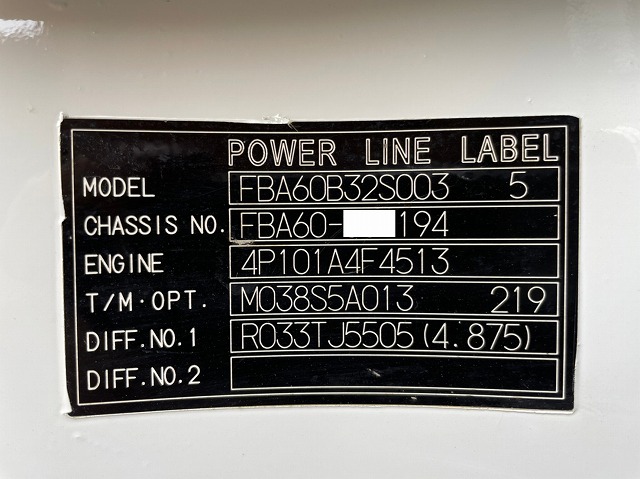 POWER LINE LABEL
MODEL FBA60B32S003 5
CHASSIS NO. FBA60- 194
ENGINE 4P101A4F4513
T/M·OPT. M038S5A013 219
DIFF.NO.1 R033TJ5505(4.875)
DIFF.NO.2